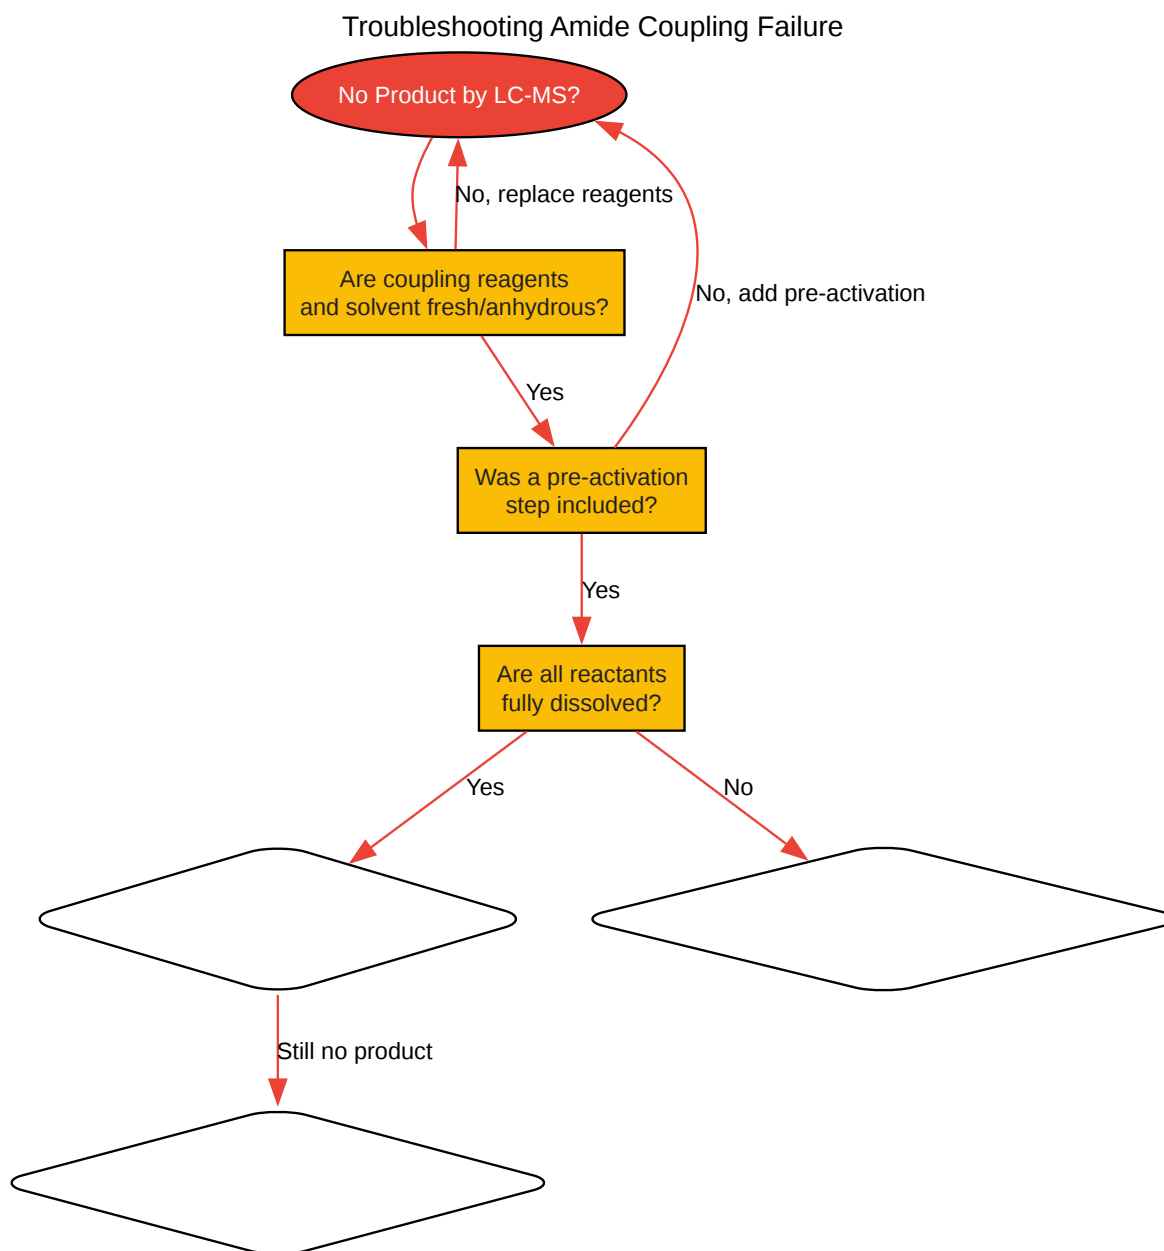 Troubleshooting Amide Coupling Failure
No Product by LC-MS?
No, replace reagents
Are coupling reagents
and solvent fresh/anhydrous?
No, add pre-activation
Yes
Was a pre-activation
step included?
Yes
Are all reactants
fully dissolved?
Yes
No
Still no product